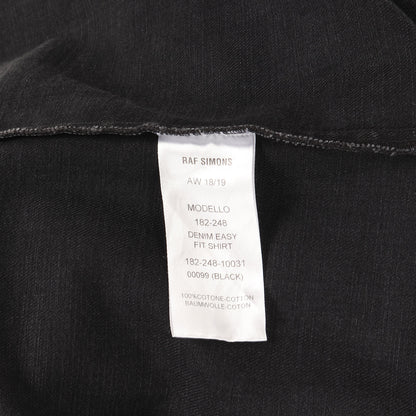 RAF SIMONS
AW 18/19
MODELLO
182-248
DENIM EASY
FIT SHIRT
182-248-10031
00099 (BLACK)
100%COTONE-COTTON
BAUMWOLLE-COTON